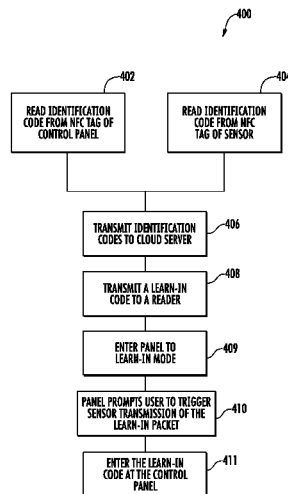 400
402
READ IDENTIFICATION
CODE FROM NFC TAG OF
CONTROL PANEL
404
READ IDENTIFICATION
CODE FROM NFC
TAG OF SENSOR
TRANSMIT IDENTIFICATION
CODES TO CLOUD SERVER
406
TRANSMIT A LEARN-IN
CODE TO A READER
408
ENTER PANEL TO
LEARN-IN MODE
409
PANEL PROMPTS USER TO TRIGGER
SENSOR TRANSMISSION OF THE
LEARN-IN PACKET
410
ENTER THE LEARN-IN
CODE AT THE CONTROL
PANEL
411